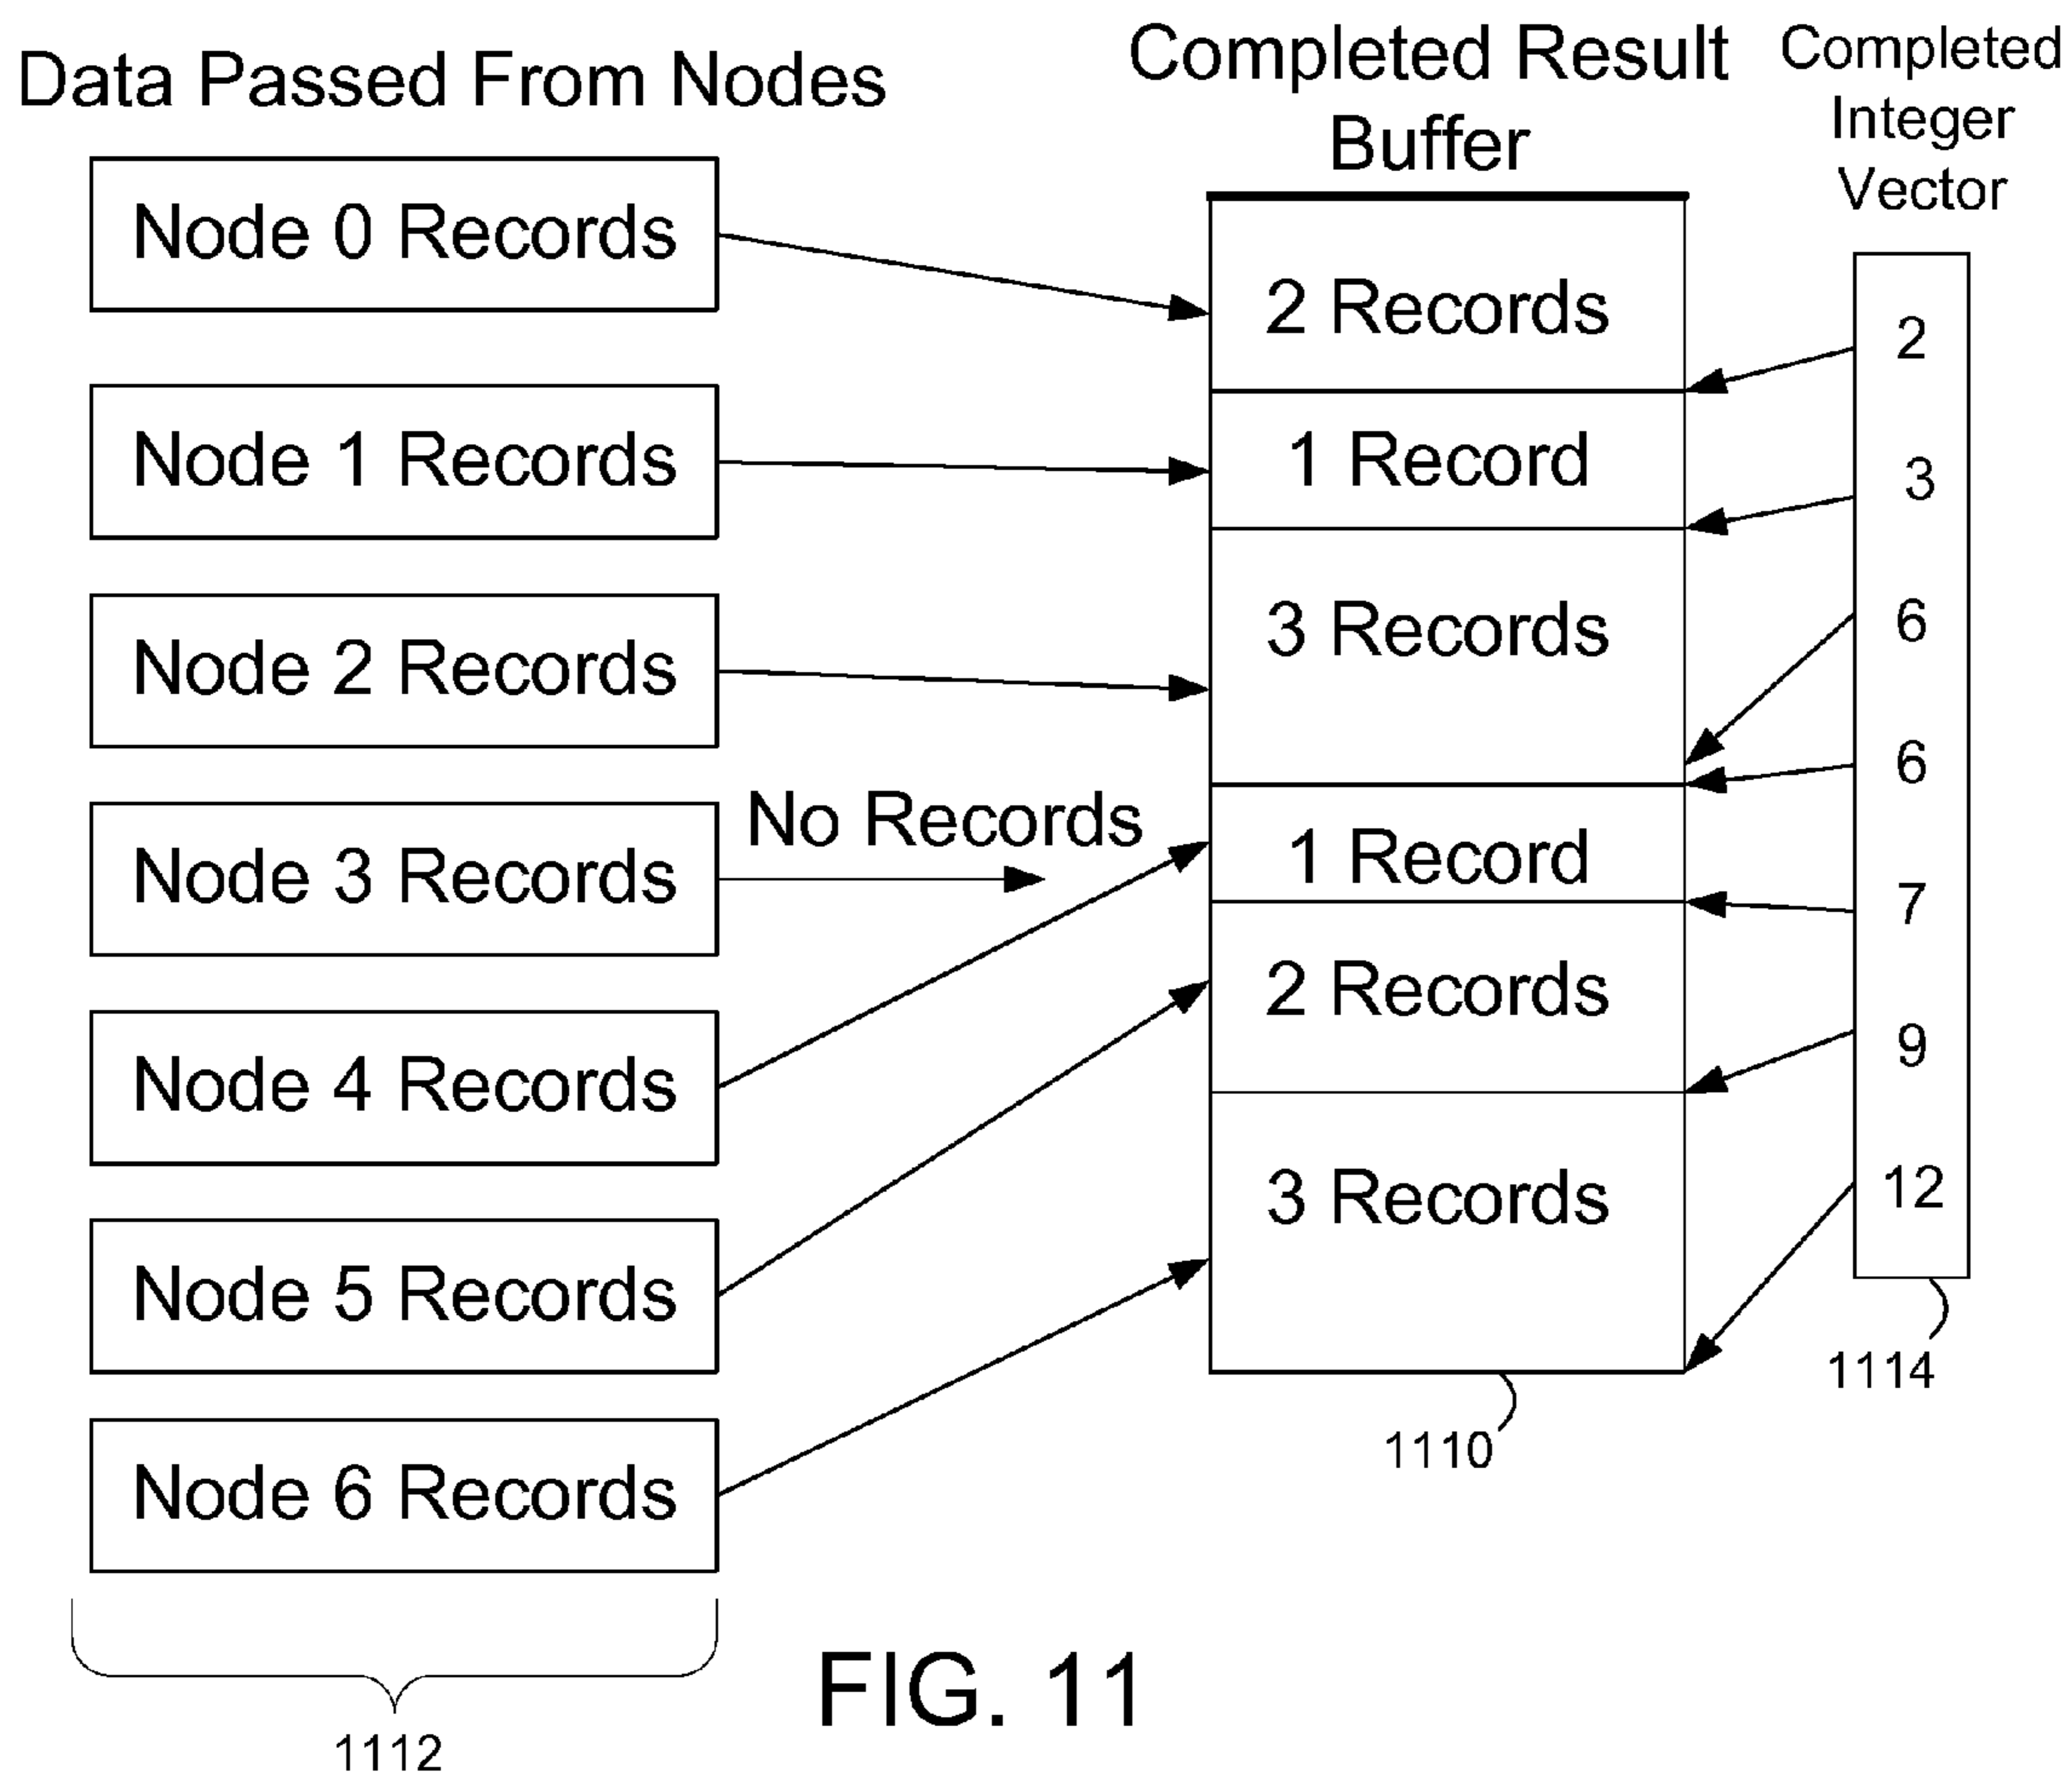 Data Passed From Nodes
Node 0 Records
Node 1 Records
Node 2 Records
Node 3 Records
No Records
Node 4 Records
Node 5 Records
Node 6 Records
1112
Completed Result
Buffer
2 Records
1 Record
3 Records
1 Record
2 Records
3 Records
1110
Completed
Integer
Vector
2
3
6
6
7
9
12
1114
FIG. 11